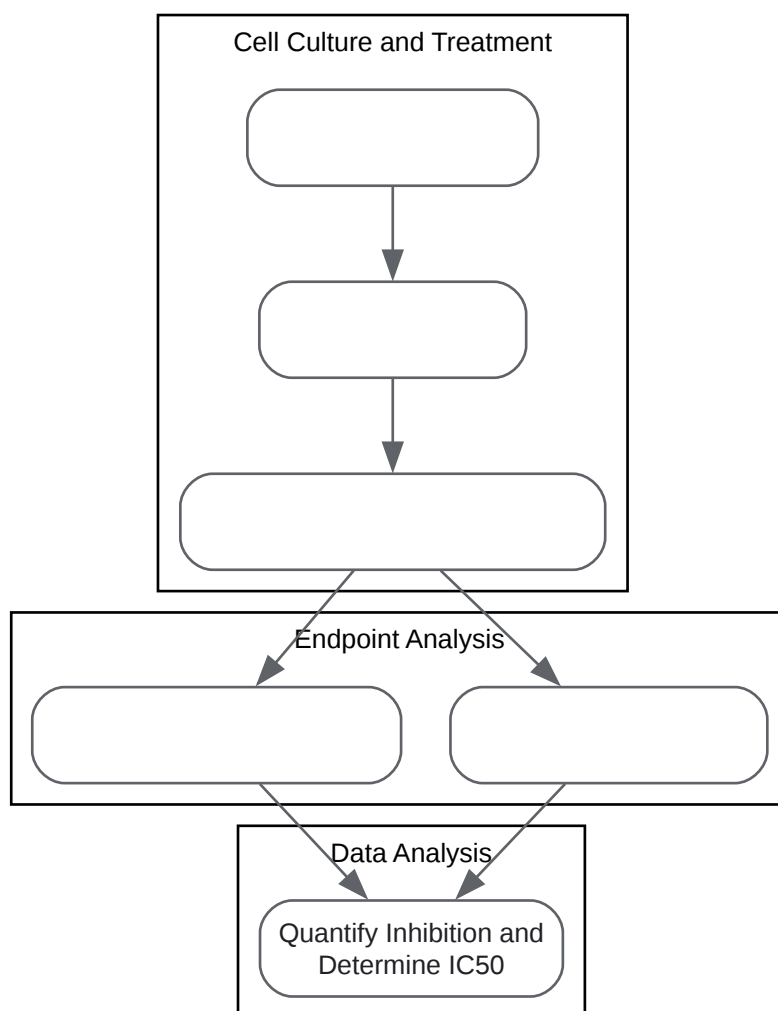 Cell Culture and Treatment
Endpoint Analysis
Data Analysis
Quantify Inhibition and
Determine IC50